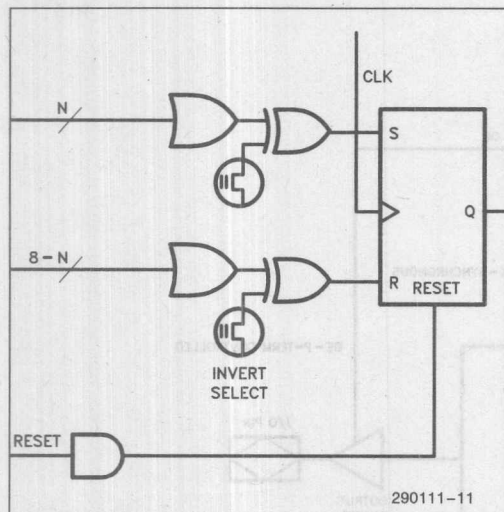 CLK
N
S
Q
8-N
R
RESET
INVERT
SELECT
RESET
290111-11